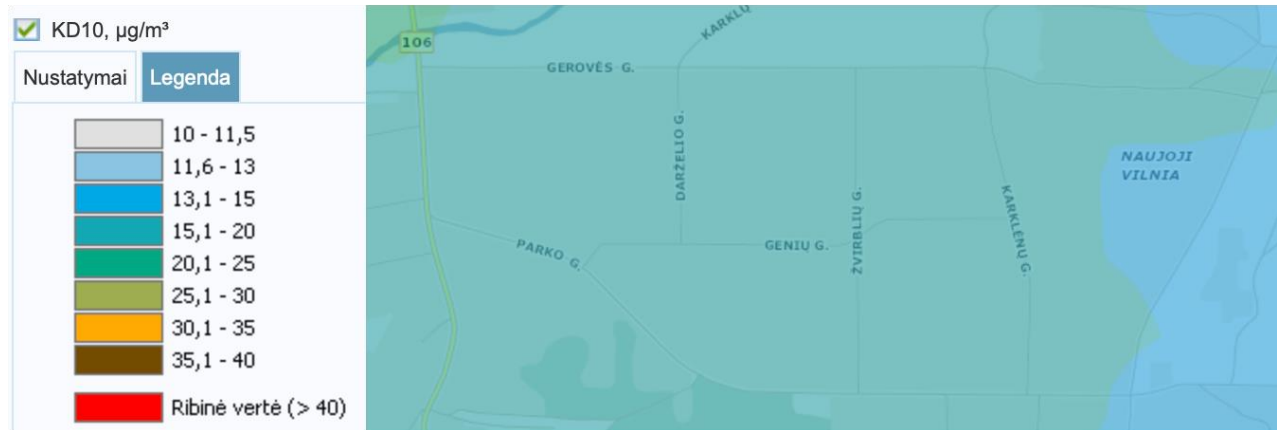 KD10, µg/m³
Nustatymai
Legenda
10 - 11,5
11,6 - 13
13,1 - 15
15,1 - 20
20,1 - 25
25,1 - 30
30,1 - 35
35,1 - 40
Ribinė vertė (> 40)
106
KARKLŲ
GEROVĖS G.
DARŽELIO G.
NAUJOJI
VILNIA
PARKO G.
GENIŲ G.
ŽVIRBLIŲ G.
KARKLĖNŲ G.